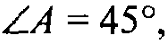 ∠A = 45°,